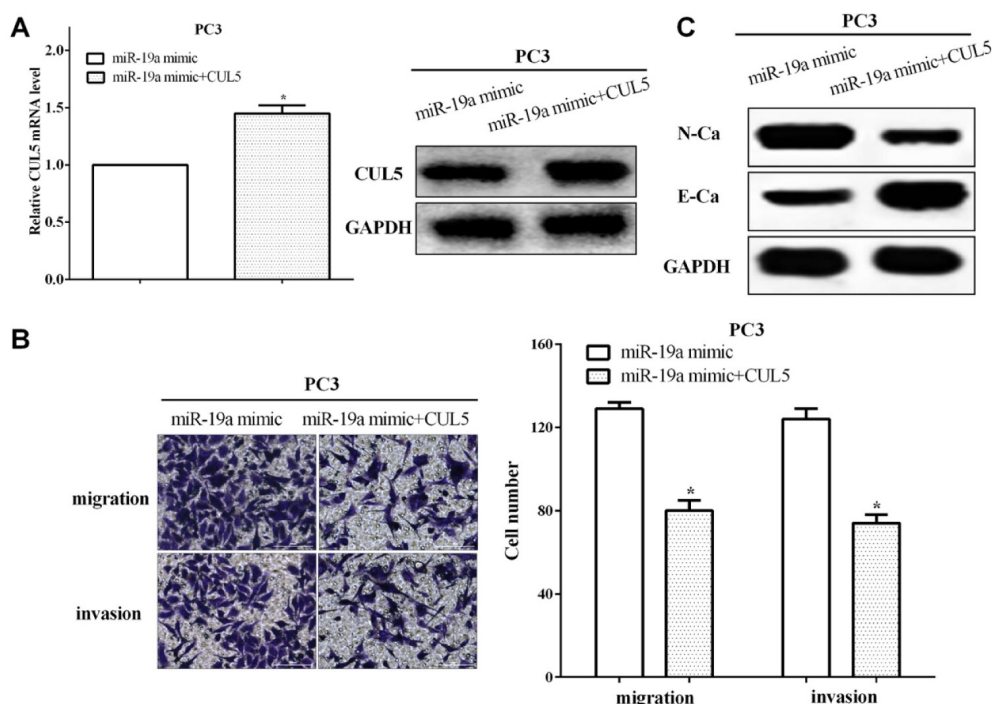 A
PC3
miR-19a mimic
miR-19a mimic+CUL5
Relative CUL5 mRNA level
2.0
1.5
1.0
0.5
0.0
*
PC3
miR-19a mimic
miR-19a mimic+CUL5
CUL5
GAPDH
C
PC3
miR-19a mimic
miR-19a mimic+CUL5
N-Ca
E-Ca
GAPDH
B
PC3
miR-19a mimic miR-19a mimic+CUL5
migration
invasion
PC3
miR-19a mimic
miR-19a mimic+CUL5
Cell number
160
120
80
40
0
*
*
migration invasion